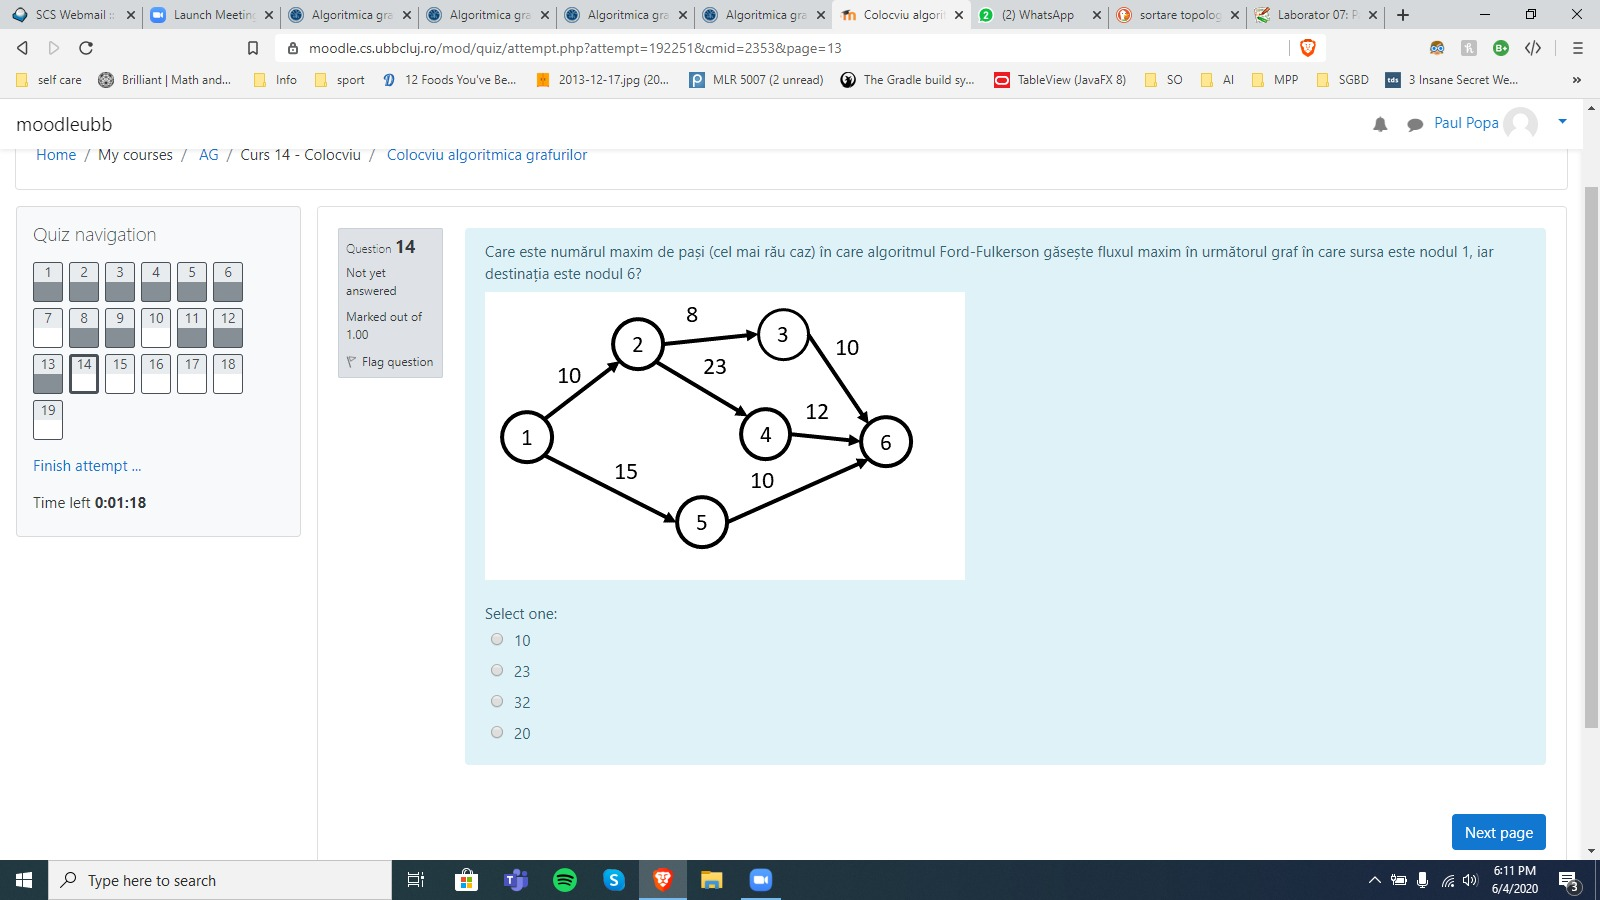 SCS Webmail ::
Launch Meeting
Algoritmica gra
Algoritmica gra
Algoritmica gra
Algoritmica gra
Colocviu algorit
(2) WhatsApp
sortare topolog
Laborator 07: P
moodle.cs.ubbcluj.ro/mod/quiz/attempt.php?attempt=192251&cmid=2353&page=13
self care
Brilliant | Math and...
Info
sport
12 Foods You've Be...
2013-12-17.jpg (20...
MLR 5007 (2 unread)
The Gradle build sy...
TableView (JavaFX 8)
SO
AI
MPP
SGBD
tds
3 Insane Secret We...
»
moodleubb
Paul Popa
Home / My courses / AG / Curs 14 - Colocviu / Colocviu algoritmica grafurilor
Quiz navigation
1 2 3 4 5 6
7 8 9 10 11 12
13 14 15 16 17 18
19
Finish attempt ...
Time left 0:01:18
Question 14
Not yet
answered
Marked out of
1.00
Flag question
Care este numărul maxim de pași (cel mai rău caz) în care algoritmul Ford-Fulkerson găsește fluxul maxim în următorul graf în care sursa este nodul 1, iar
destinația este nodul 6?
8
2
3
10
23
10
12
1
4
6
15
10
5
Select one:
10
23
32
20
Next page
Type here to search
6:11 PM
6/4/2020
3